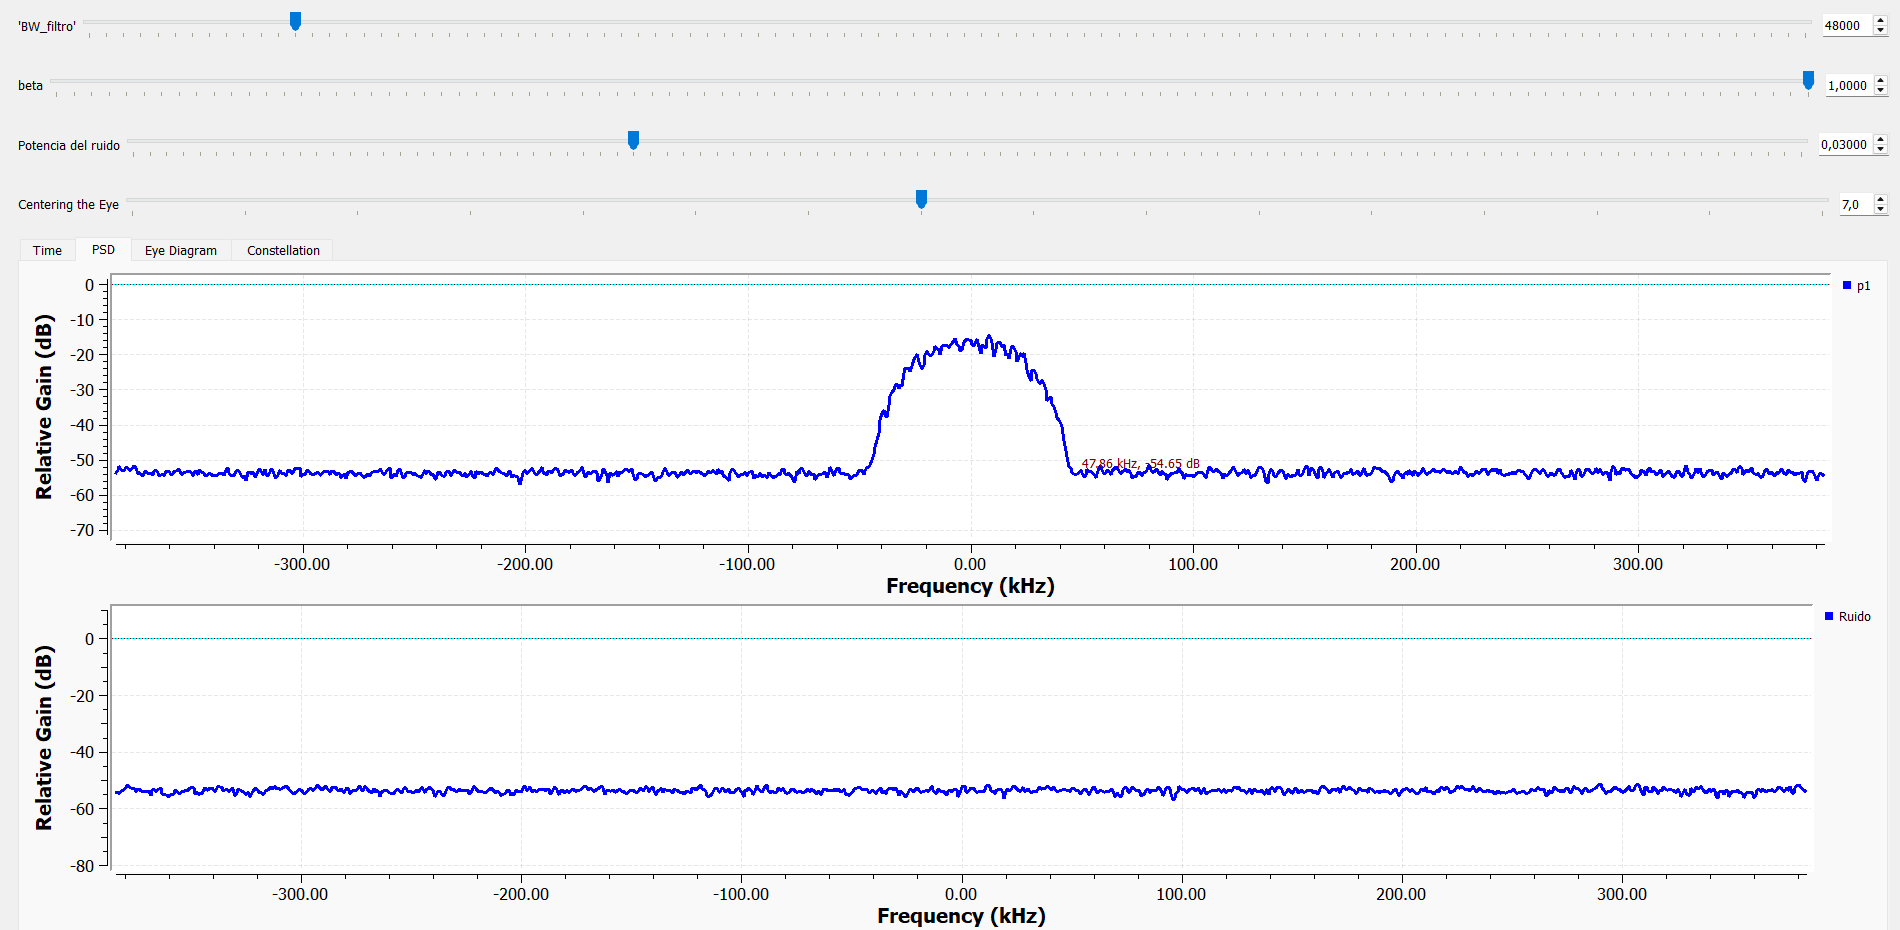 'BW_filtro' 48000
beta 1,0000
Potencia del ruido 0,03000
Centering the Eye 7,0
Time PSD Eye Diagram Constellation
0 p1
-10
-20
-30
-40
-50
-60
-70
Relative Gain (dB)
47.86 kHz, -54.65 dB
-300.00 -200.00 -100.00 0.00 100.00 200.00 300.00
Frequency (kHz)
0 Ruido
-20
-40
-60
-80
Relative Gain (dB)
-300.00 -200.00 -100.00 0.00 100.00 200.00 300.00
Frequency (kHz)